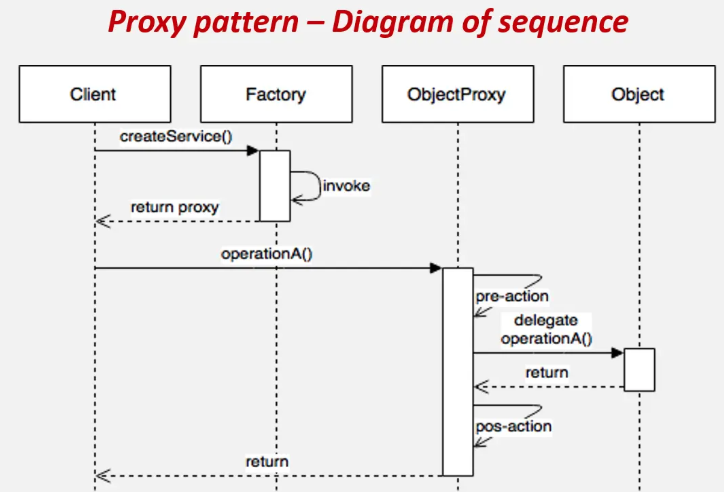 Proxy pattern – Diagram of sequence
Client
Factory
ObjectProxy
Object
createService()
invoke
return proxy
operationA()
pre-action
delegate
operationA()
return
pos-action
return